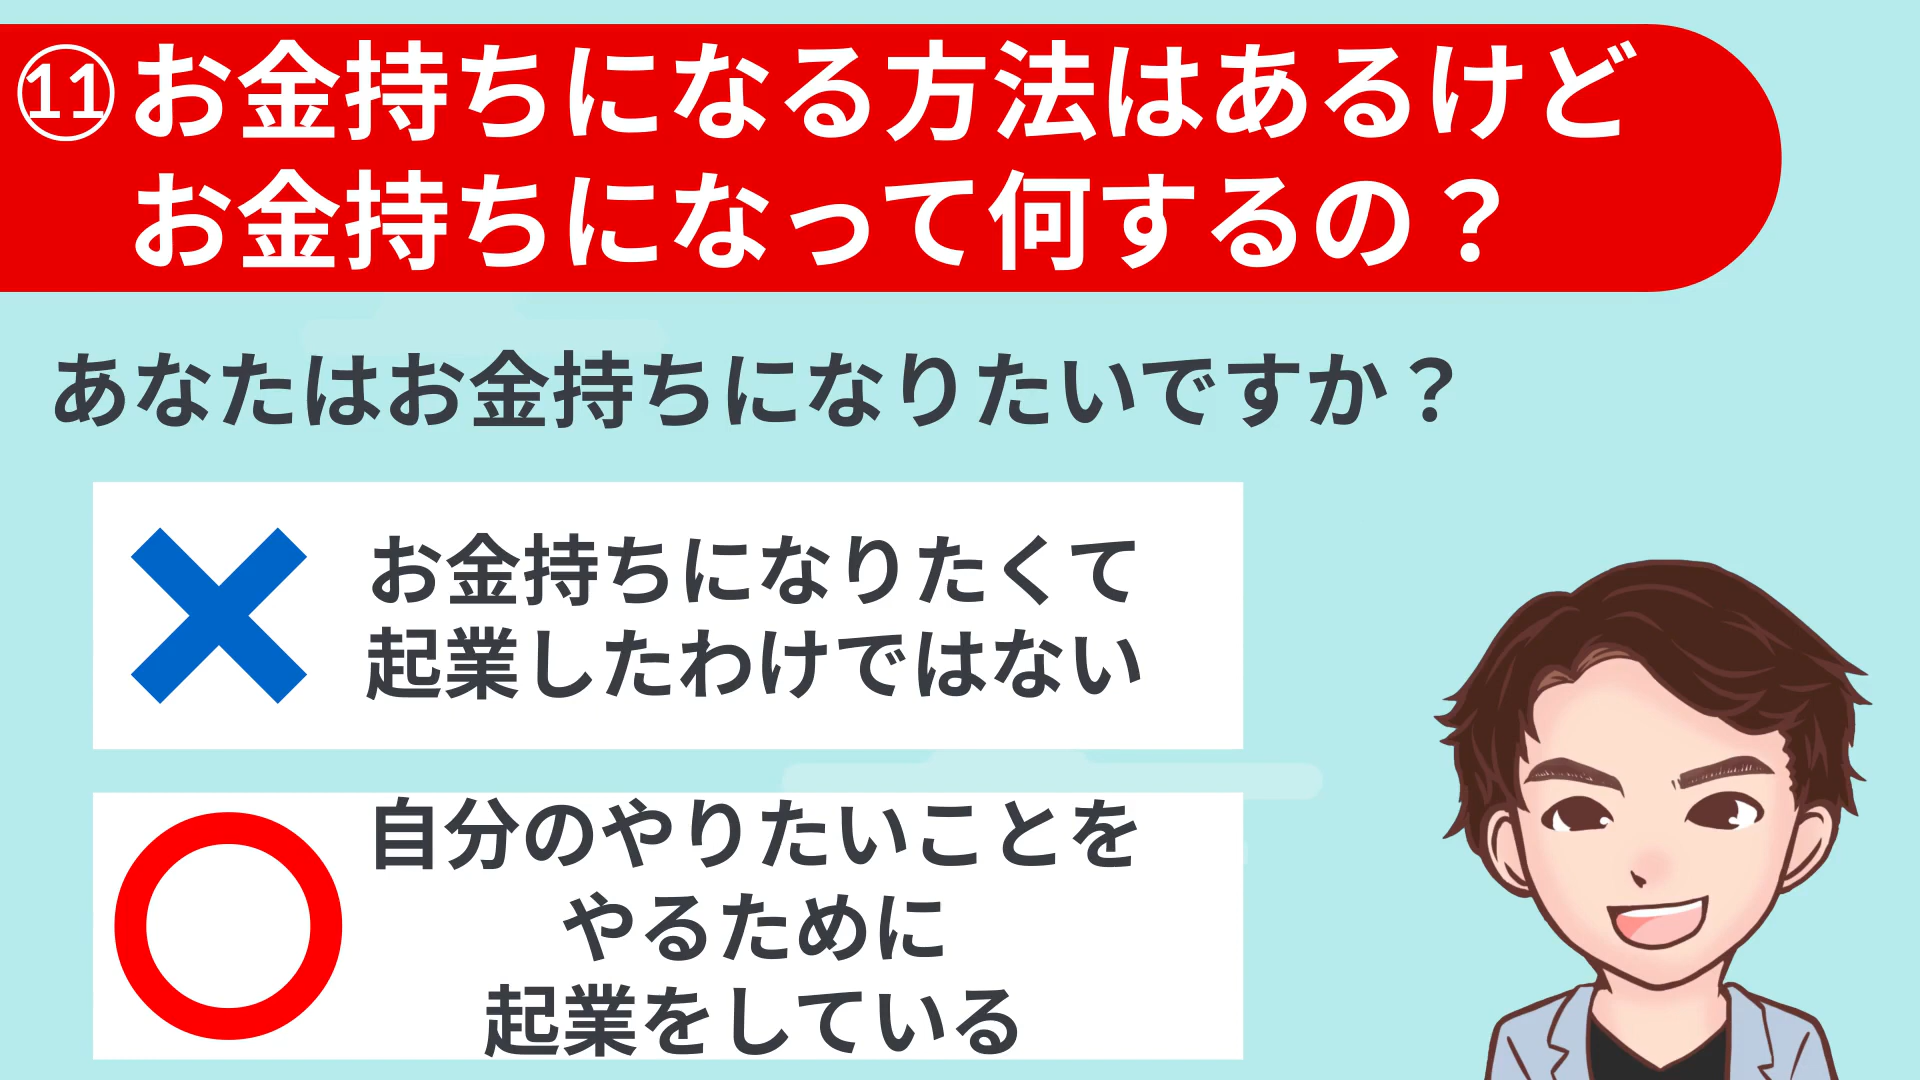 ⑪お金持ちになる方法はあるけど
お金持ちになって何するの？
あなたはお金持ちになりたいですか？
お金持ちになりたくて
起業したわけではない
自分のやりたいことを
やるために
起業をしている